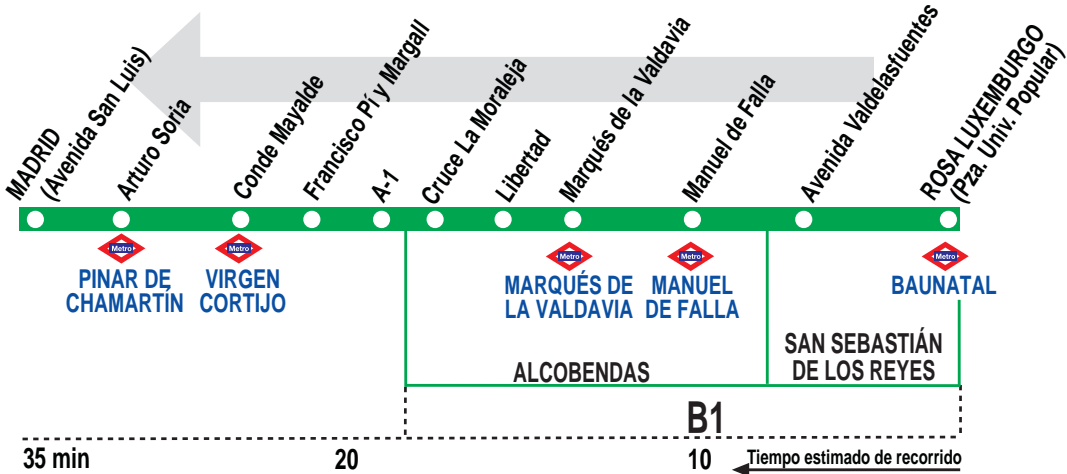 MADRID
(Avenida San Luis)
Arturo Soria
Conde Mayalde
Francisco Pí y Margall
A-1
Cruce La Moraleja
Libertad
Marqués de la Valdavia
Manuel de Falla
Avenida Valdelasfuentes
ROSA LUXEMBURGO
(Pza. Univ. Popular)
Metro
Metro
Metro
Metro
Metro
PINAR DE
CHAMARTÍN
VIRGEN
CORTIJO
MARQUÉS DE
LA VALDAVIA
MANUEL
DE FALLA
BAUNATAL
ALCOBENDAS
SAN SEBASTIÁN
DE LOS REYES
B1
35 min
20
10
Tiempo estimado de recorrido